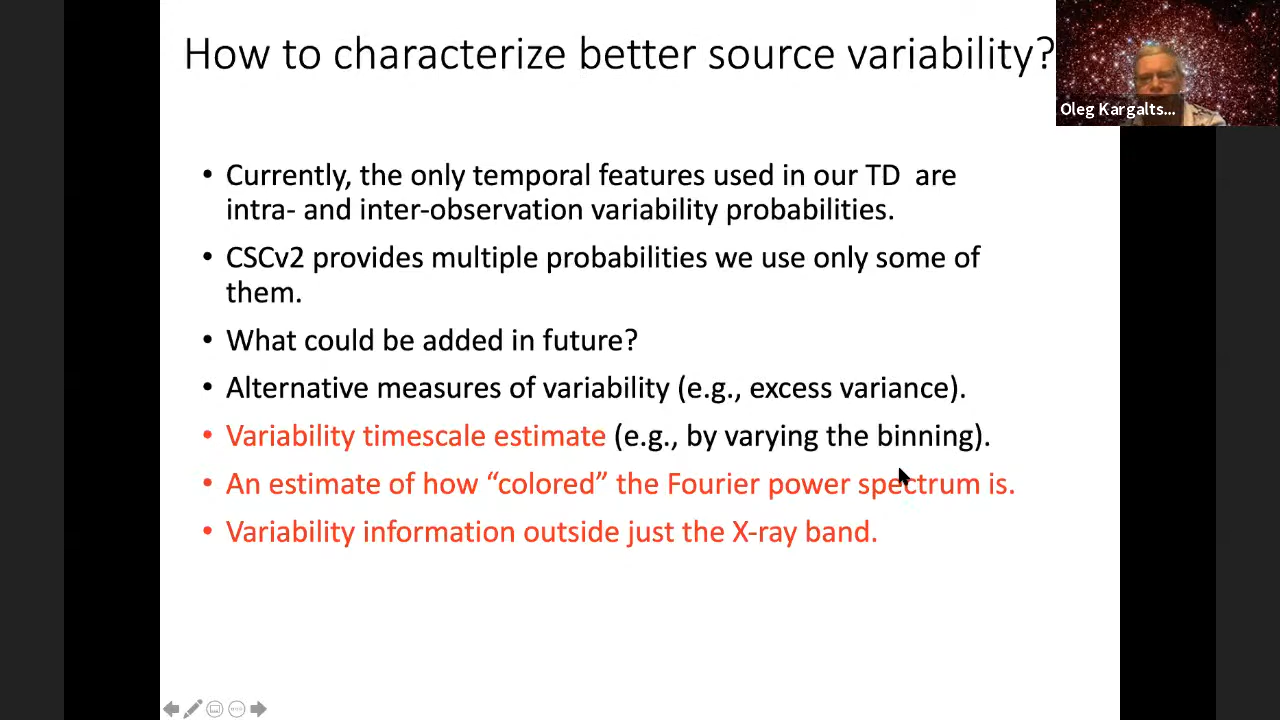 How to characterize better source variability?
Oleg Kargalts...
• Currently, the only temporal features used in our TD are
intra- and inter-observation variability probabilities.
• CSCv2 provides multiple probabilities we use only some of
them.
• What could be added in future?
• Alternative measures of variability (e.g., excess variance).
• Variability timescale estimate (e.g., by varying the binning).
• An estimate of how “colored” the Fourier power spectrum is.
• Variability information outside just the X-ray band.